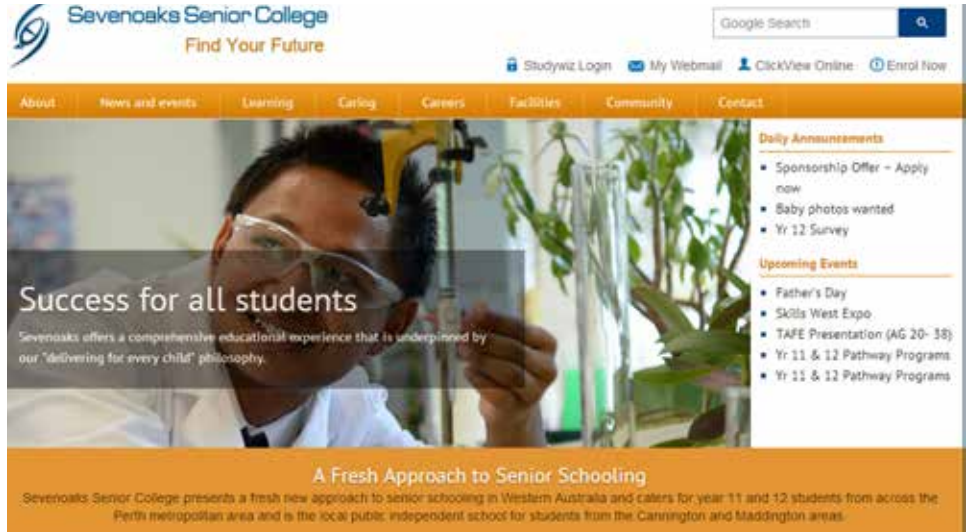 Sevenoaks Senior College
Find Your Future
Google Search
Studywiz Login My Webmail ClickView Online Enrol Now
About News and events Learning Caring Careers Facilities Community Contact
Daily Announcements
Sponsorship Offer – Apply
now
Baby photos wanted
Yr 12 Survey
Upcoming Events
Father's Day
Skills West Expo
TAFE Presentation (AG 20- 38)
Yr 11 & 12 Pathway Programs
Yr 11 & 12 Pathway Programs
Success for all students
Sevenoaks offers a comprehensive educational experience that is underpinned by
our "delivering for every child" philosophy.
A Fresh Approach to Senior Schooling
Sevenoaks Senior College presents a fresh new approach to senior schooling in Western Australia and caters for year 11 and 12 students from across the
Perth metropolitan area and is the local public independent school for students from the Cannington and Maddington areas.